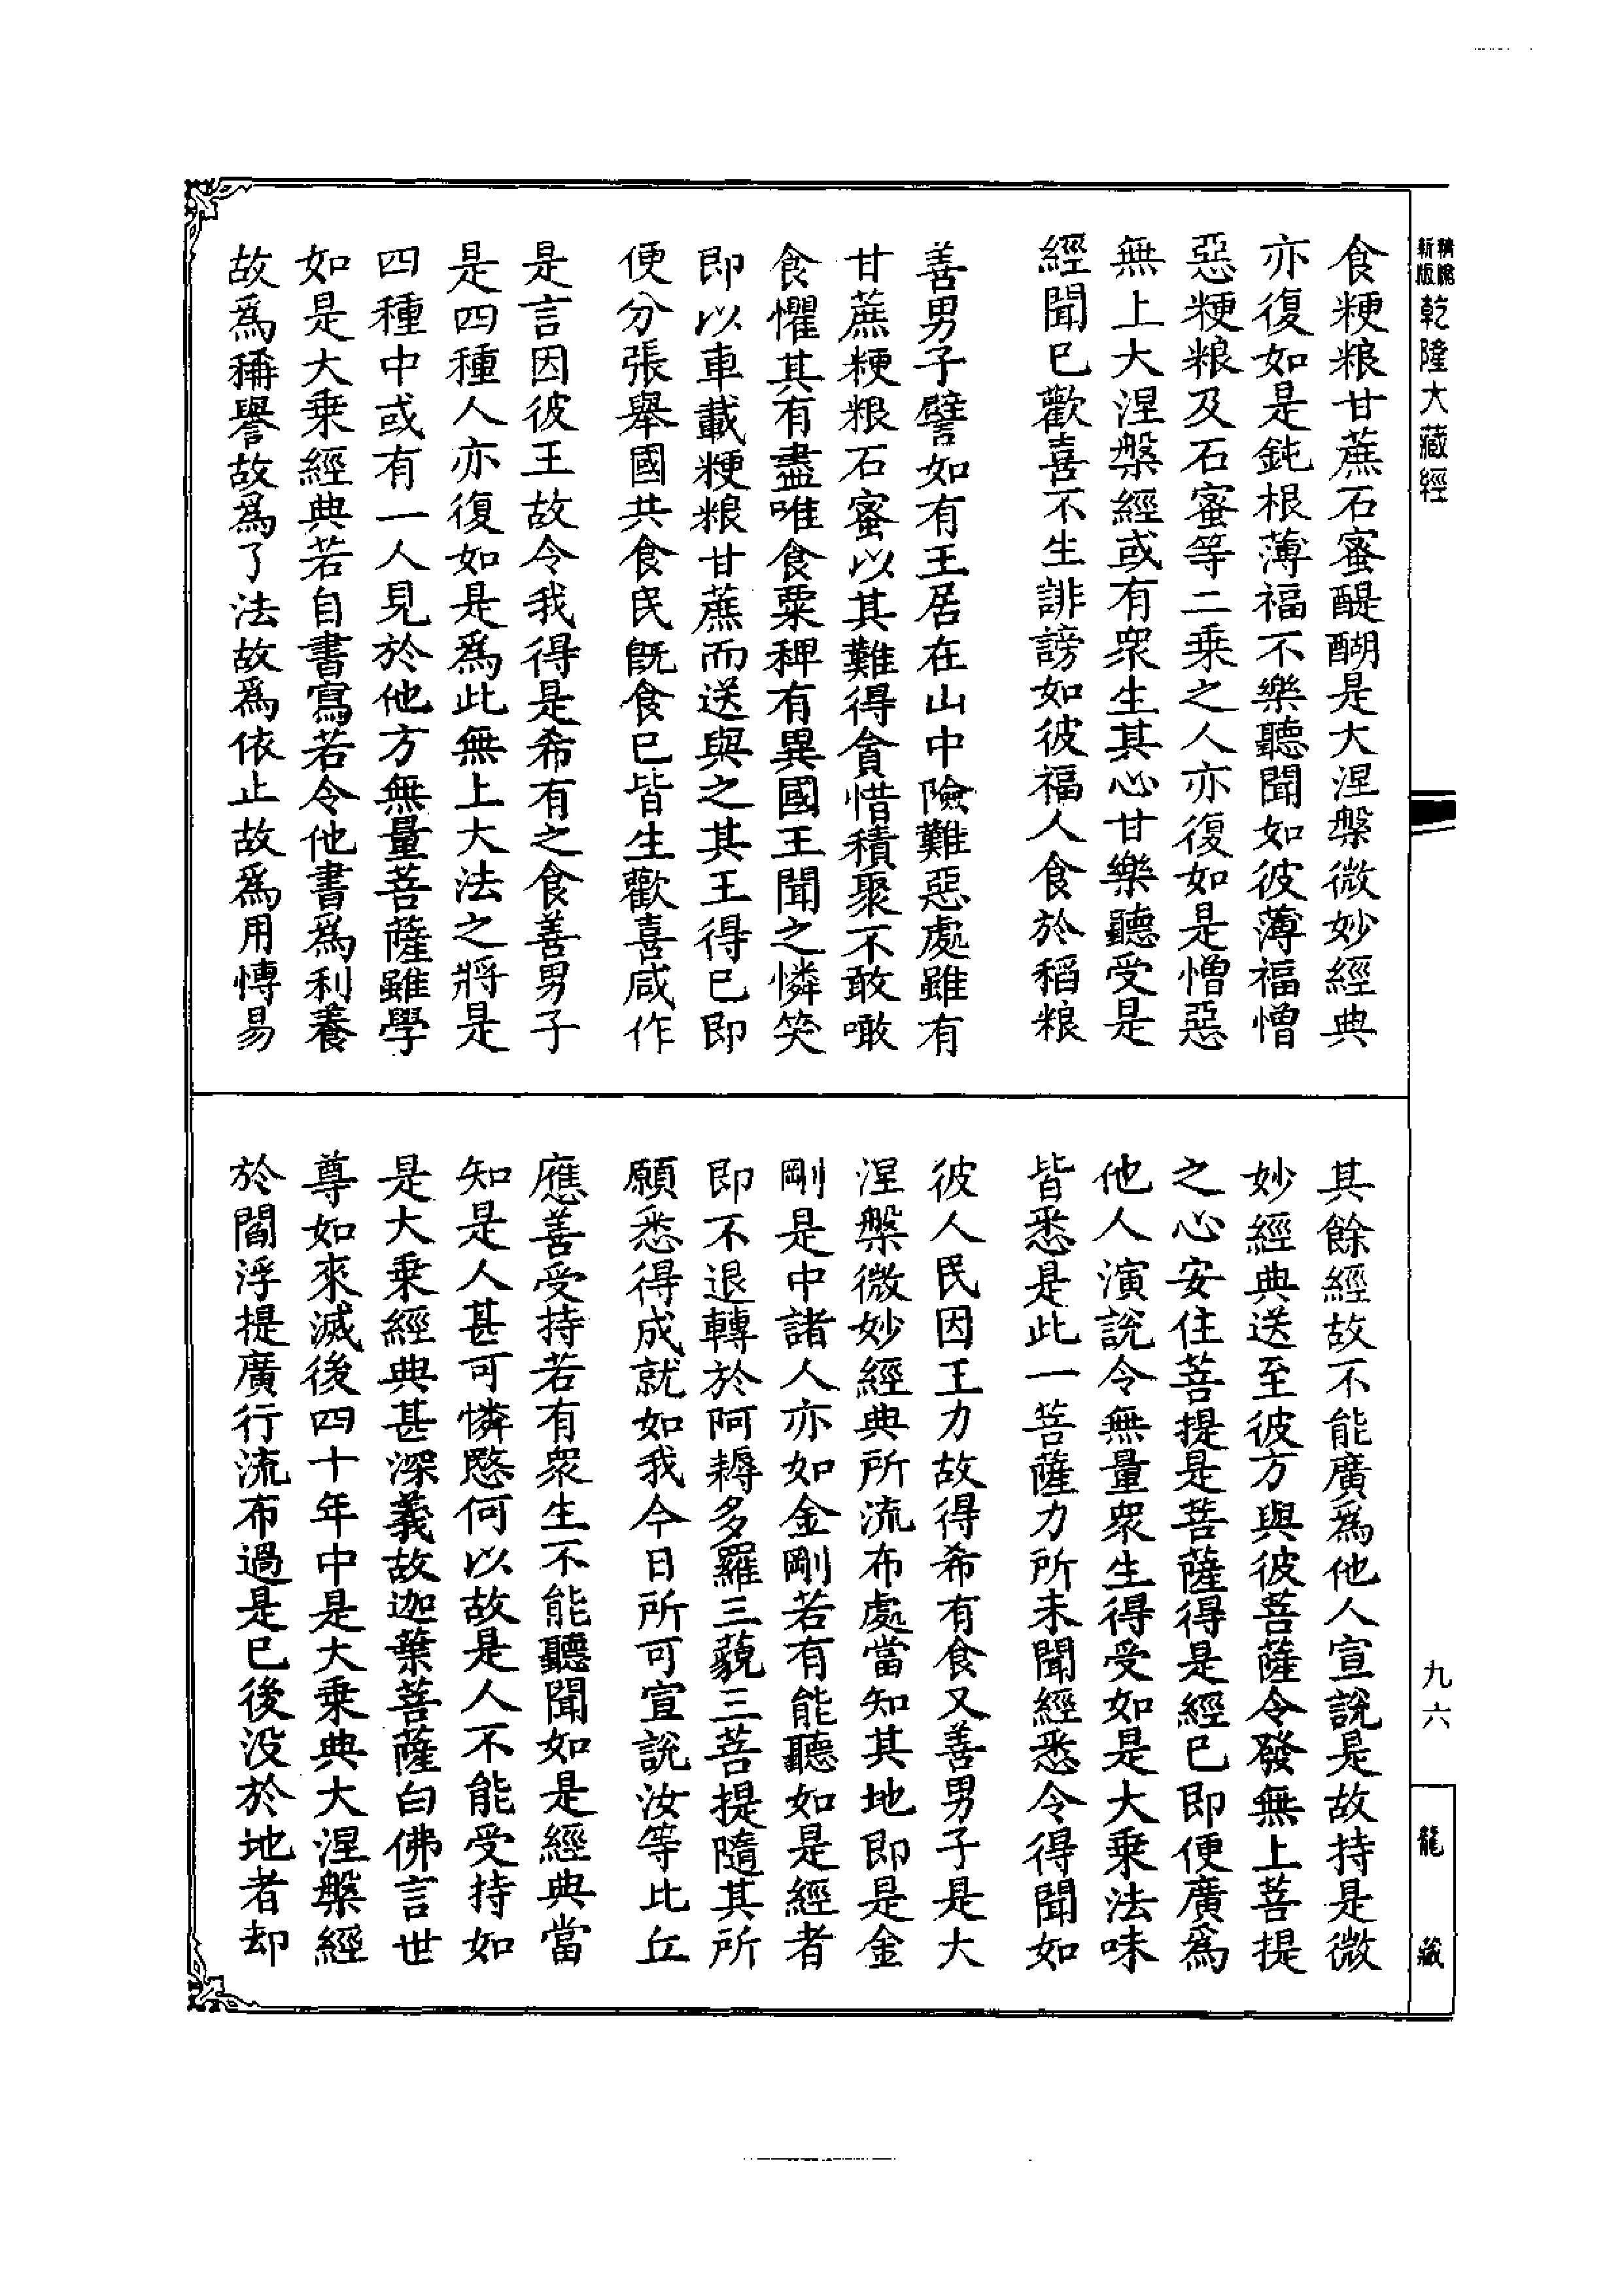 精縮
新版
乾隆大藏經
食粳粮甘蔗石蜜醍醐是大涅槃微妙經典
亦復如是鈍根薄福不樂聽聞如彼薄福憎
惡粳粮及石蜜等二乘之人亦復如是憎惡
無上大涅槃經或有眾生其心甘樂聽受是
經聞已歡喜不生誹謗如彼福人食於稻粮
善男子譬如有王居在山中險難惡處雖有
甘蔗粳粮石蜜以其難得貪惜積聚不敢噉
食懼其有盡唯食粟稗有異國王聞之憐笑
即以車載粳粮甘蔗而送與之其王得已即
便分張舉國共食民既食已皆生歡喜咸作
是言因彼王故令我得是希有之食善男子
是四種人亦復如是為此無上大法之將是
四種中或有一人見於他方無量菩薩雖學
如是大乘經典若自書寫若令他書為利養
故為稱譽故為了法故為依止故為用博易
其餘經故不能廣為他人宣說是故持是微
妙經典送至彼方與彼菩薩令發無上菩提
之心安住菩提是菩薩得是經已即便廣為
他人演說令無量眾生得受如是大乘法味
皆悉是此一菩薩力所未聞經悉令得聞如
彼人民因王力故得希有食又善男子是大
涅槃微妙經典所流布處當知其地即是金
剛是中諸人亦如金剛若有能聽如是經者
即不退轉於阿耨多羅三藐三菩提隨其所
願悉得成就如我今日所可宣說汝等比丘
應善受持若有眾生不能聽聞如是經典當
知是人甚可憐愍何以故是人不能受持如
是大乘經典甚深義故迦葉菩薩白佛言世
尊如來滅後四十年中是大乘典大涅槃經
於閻浮提廣行流布過是已後沒於地者却
九六
龍藏